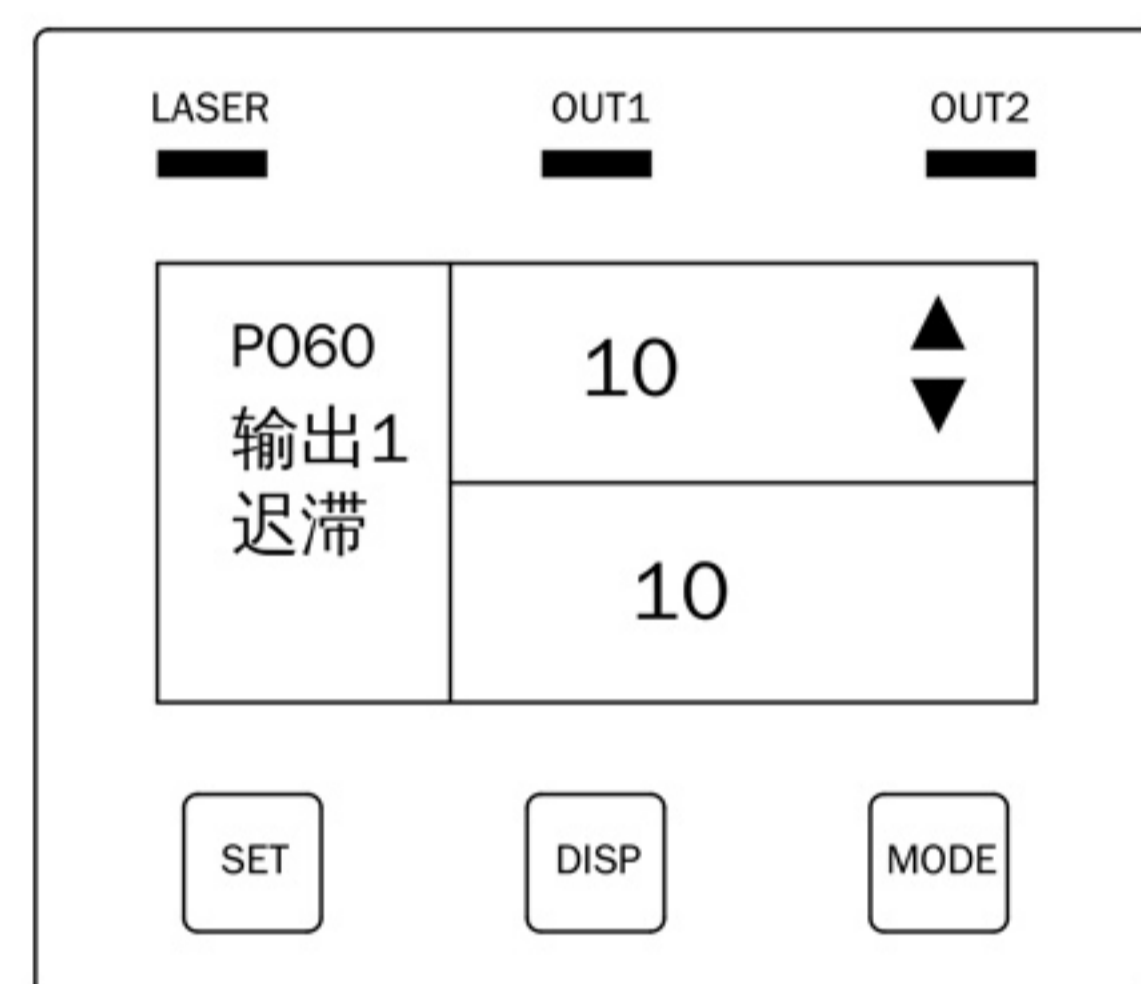 LASER
OUT1
OUT2
P060
输出1
迟滞
10
10
SET
DISP
MODE